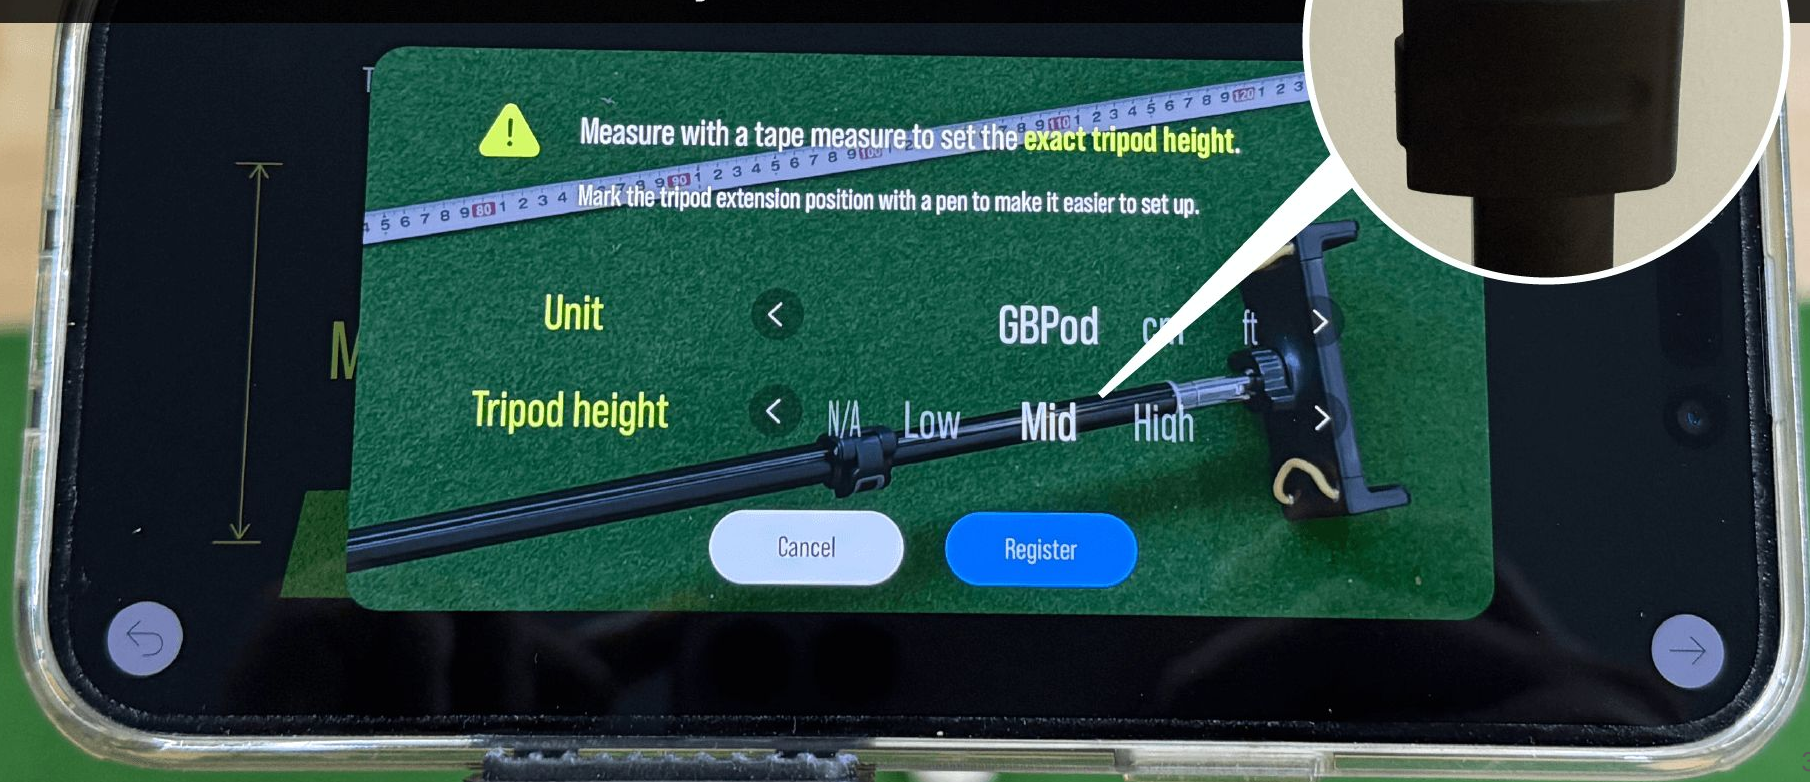 Measure with a tape measure to set the exact tripod height.
Mark the tripod extension position with a pen to make it easier to set up.
Unit < GBPod cm ft >
Tripod height < N/A Low Mid High >
Cancel Register